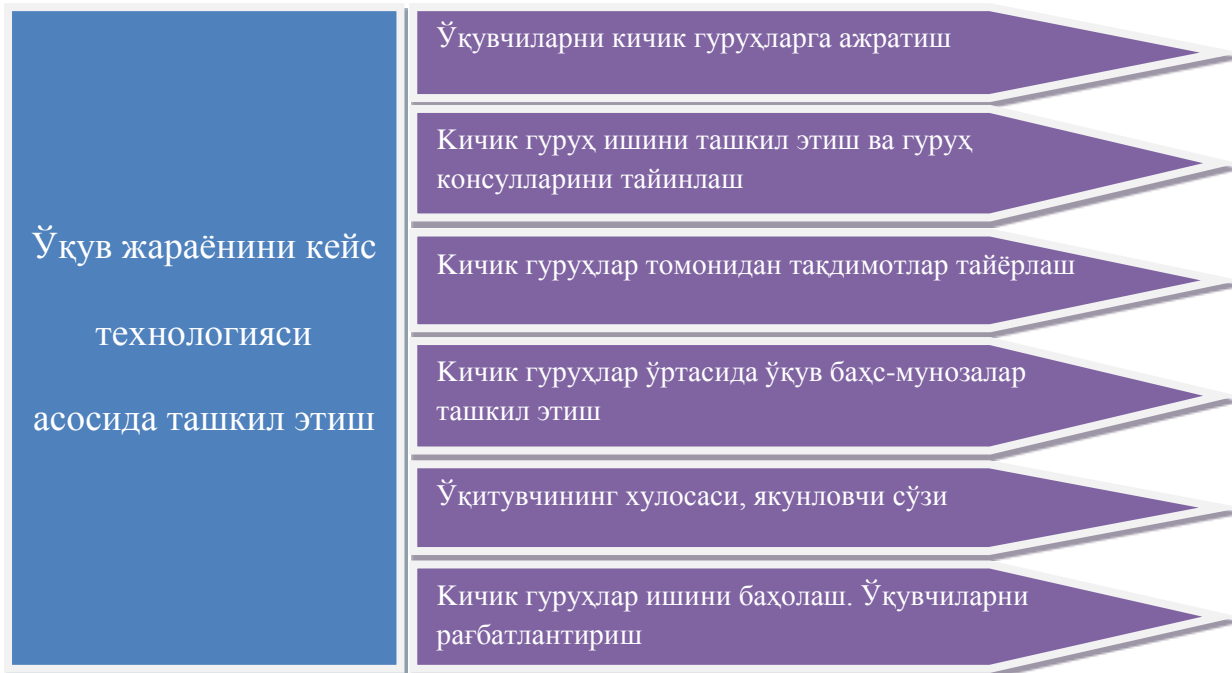 Ўқув жараёнини кейс
технологияси
асосида ташкил этиш
Ўқувчиларни кичик гуруҳларга ажратиш
Кичик гуруҳ ишини ташкил этиш ва гуруҳ
консулларини тайинлаш
Кичик гуруҳлар томонидан тақдимотлар тайёрлаш
Кичик гуруҳлар ўртасида ўқув баҳс-мунозалар
ташкил этиш
Ўқитувчининг хулосаси, якунловчи сўзи
Кичик гуруҳлар ишини баҳолаш. Ўқувчиларни
рағбатлантириш